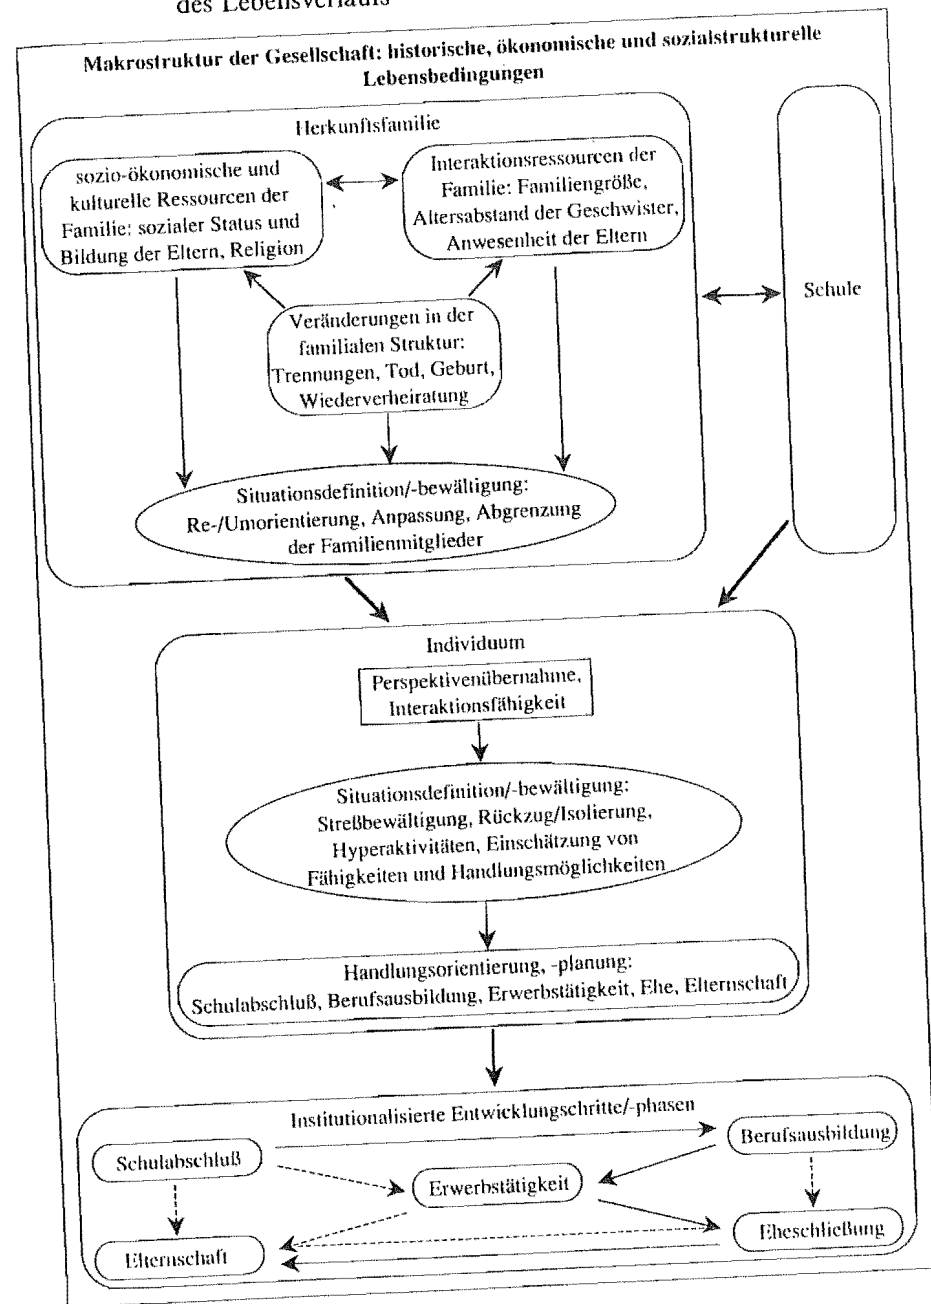 des Lebensverlaufs
Makrostruktur der Gesellschaft: historische, ökonomische und sozialstrukturelle
Lebensbedingungen
Herkunftsfamilie
sozio-ökonomische und
kulturelle Ressourcen der
Familie: sozialer Status und
Bildung der Eltern, Religion
Interaktionsressourcen der
Familie: Familiengröße,
Altersabstand der Geschwister,
Anwesenheit der Eltern
Schule
Veränderungen in der
familialen Struktur:
Trennungen, Tod, Geburt,
Wiederverheiratung
Situationsdefinition/-bewältigung:
Re-/Umorientierung, Anpassung, Abgrenzung
der Familienmitglieder
Individuum
Perspektivenübernahme,
Interaktionsfähigkeit
Situationsdefinition/-bewältigung:
Streßbewältigung, Rückzug/Isolierung,
Hyperaktivitäten, Einschätzung von
Fähigkeiten und Handlungsmöglichkeiten
Handlungsorientierung, -planung:
Schulabschluß, Berufsausbildung, Erwerbstätigkeit, Ehe, Elternschaft
Institutionalisierte Entwicklungschritte/-phasen
Schulabschluß
Berufsausbildung
Erwerbstätigkeit
Elternschaft
Eheschließung